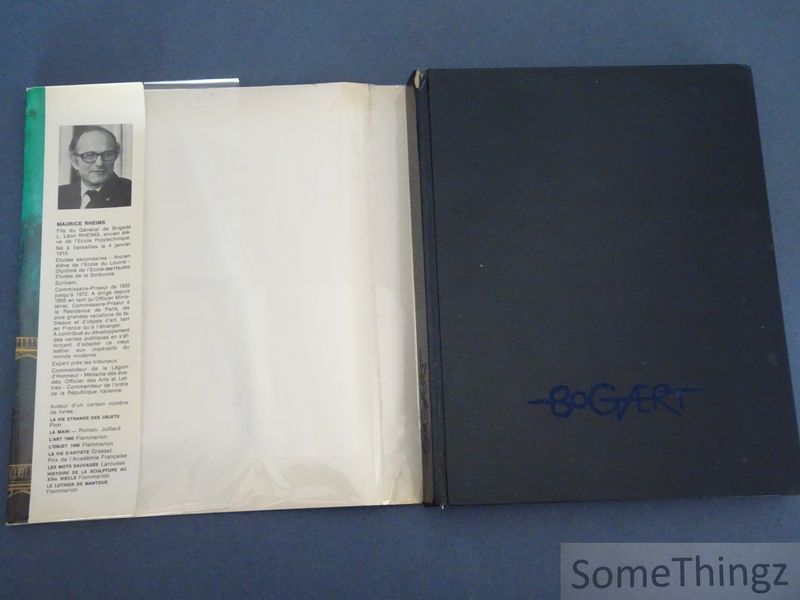 MAURICE RHEIMS
Fils du Général de Brigade
L. Léon RHEIMS, ancien élè-
ve de l'Ecole Polytechnique.
Né à Versailles le 4 janvier
1910.
Etudes secondaires - Ancien
élève de l'Ecole du Louvre -
Diplômé de l'Ecole des Hautes
Etudes de la Sorbonne.
Ecrivain.
Commissaire-Priseur de 1935
jusqu'à 1972. A dirigé depuis
1935 en tant qu'Officier Minis-
tériel, Commissaire-Priseur à
la Résidence de Paris, les
plus grandes vacations de ta-
bleaux et d'objets d'art, tant
en France qu'à l'étranger.
A contribué au développement
des ventes publiques en s'ef-
forçant d'adapter ce vieux
métier aux impératifs du
monde moderne.
Expert près les tribunaux.
Commandeur de la Légion
d'Honneur - Médaille des éva-
dés. Officier des Arts et Let-
tres - Commandeur de l'ordre
de la République Italienne.
Auteur d'un certain nombre
de livres :
LA VIE ETRANGE DES OBJETS
Plon
LA MAIN — Roman. Julliard
L'ART 1900 Flammarion
L'OBJET 1900 Flammarion
LA VIE D'ARTISTE Grasset
Prix de l'Académie Française
LES MOTS SAUVAGES Larousse
HISTOIRE DE LA SCULPTURE AU
XIXe SIECLE Flammarion
LE LUTHIER DE MANTOUE
Flammarion
BOGÆRT
SomeThingz